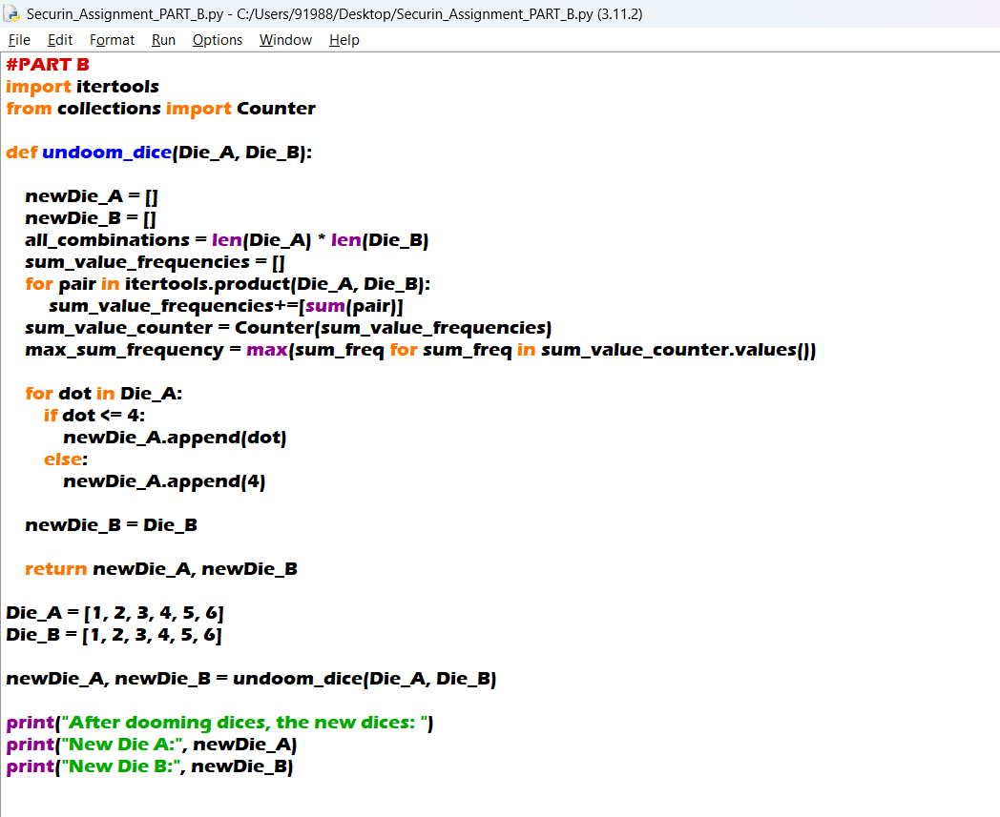 Securin_Assignment_PART_B.py - C:/Users/91988/Desktop/Securin_Assignment_PART_B.py (3.11.2)
File Edit Format Run Options Window Help
#PART B
import itertools
from collections import Counter

def undoom_dice(Die_A, Die_B):

    newDie_A = []
    newDie_B = []
    all_combinations = len(Die_A) * len(Die_B)
    sum_value_frequencies = []
    for pair in itertools.product(Die_A, Die_B):
        sum_value_frequencies+=[sum(pair)]
    sum_value_counter = Counter(sum_value_frequencies)
    max_sum_frequency = max(sum_freq for sum_freq in sum_value_counter.values())

    for dot in Die_A:
        if dot <= 4:
            newDie_A.append(dot)
        else:
            newDie_A.append(4)

    newDie_B = Die_B

    return newDie_A, newDie_B

Die_A = [1, 2, 3, 4, 5, 6]
Die_B = [1, 2, 3, 4, 5, 6]

newDie_A, newDie_B = undoom_dice(Die_A, Die_B)

print("After dooming dices, the new dices: ")
print("New Die A:", newDie_A)
print("New Die B:", newDie_B)